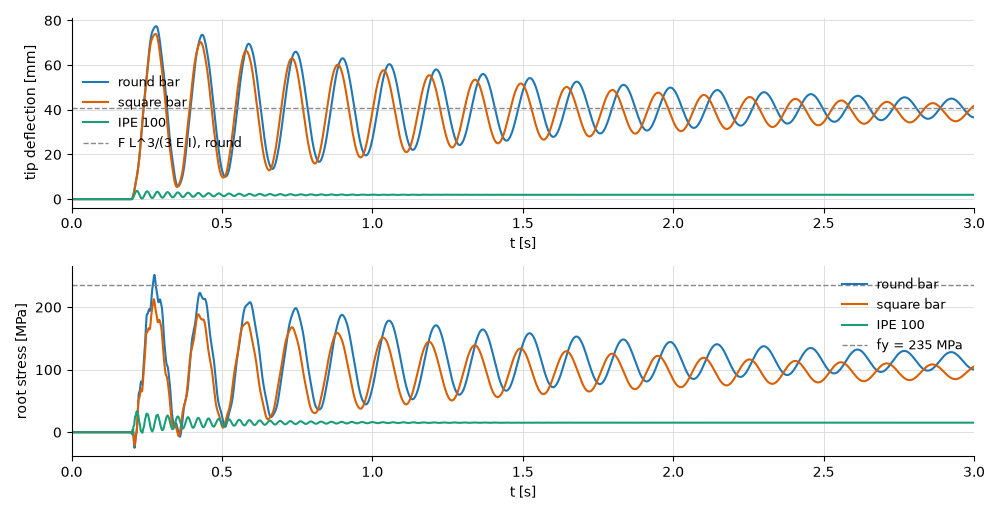 80
60
40
20
0
tip deflection [mm]
round bar
square bar
IPE 100
F L^3/(3 E I), round
0.0 0.5 1.0 1.5 2.0 2.5 3.0
t [s]
200
100
0
root stress [MPa]
round bar
square bar
IPE 100
fy = 235 MPa
0.0 0.5 1.0 1.5 2.0 2.5 3.0
t [s]